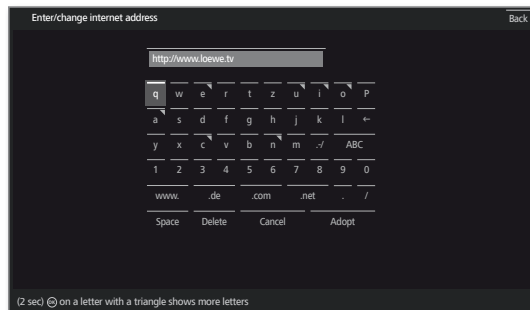 Enter/change internet address Back
http://www.loewe.tv
q w e r t z u i o P
a s d f g h j k l ←
y x c v b n m .-/ ABC
1 2 3 4 5 6 7 8 9 0
www. .de .com .net . /
Space Delete Cancel Adopt
(2 sec) OK on a letter with a triangle shows more letters